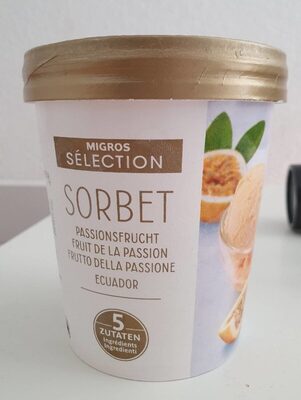 MIGROS
SÉLECTION
SORBET
PASSIONSFRUCHT
FRUIT DE LA PASSION
FRUTTO DELLA PASSIONE
ECUADOR
5
ZUTATEN
Ingrédients
Ingredienti